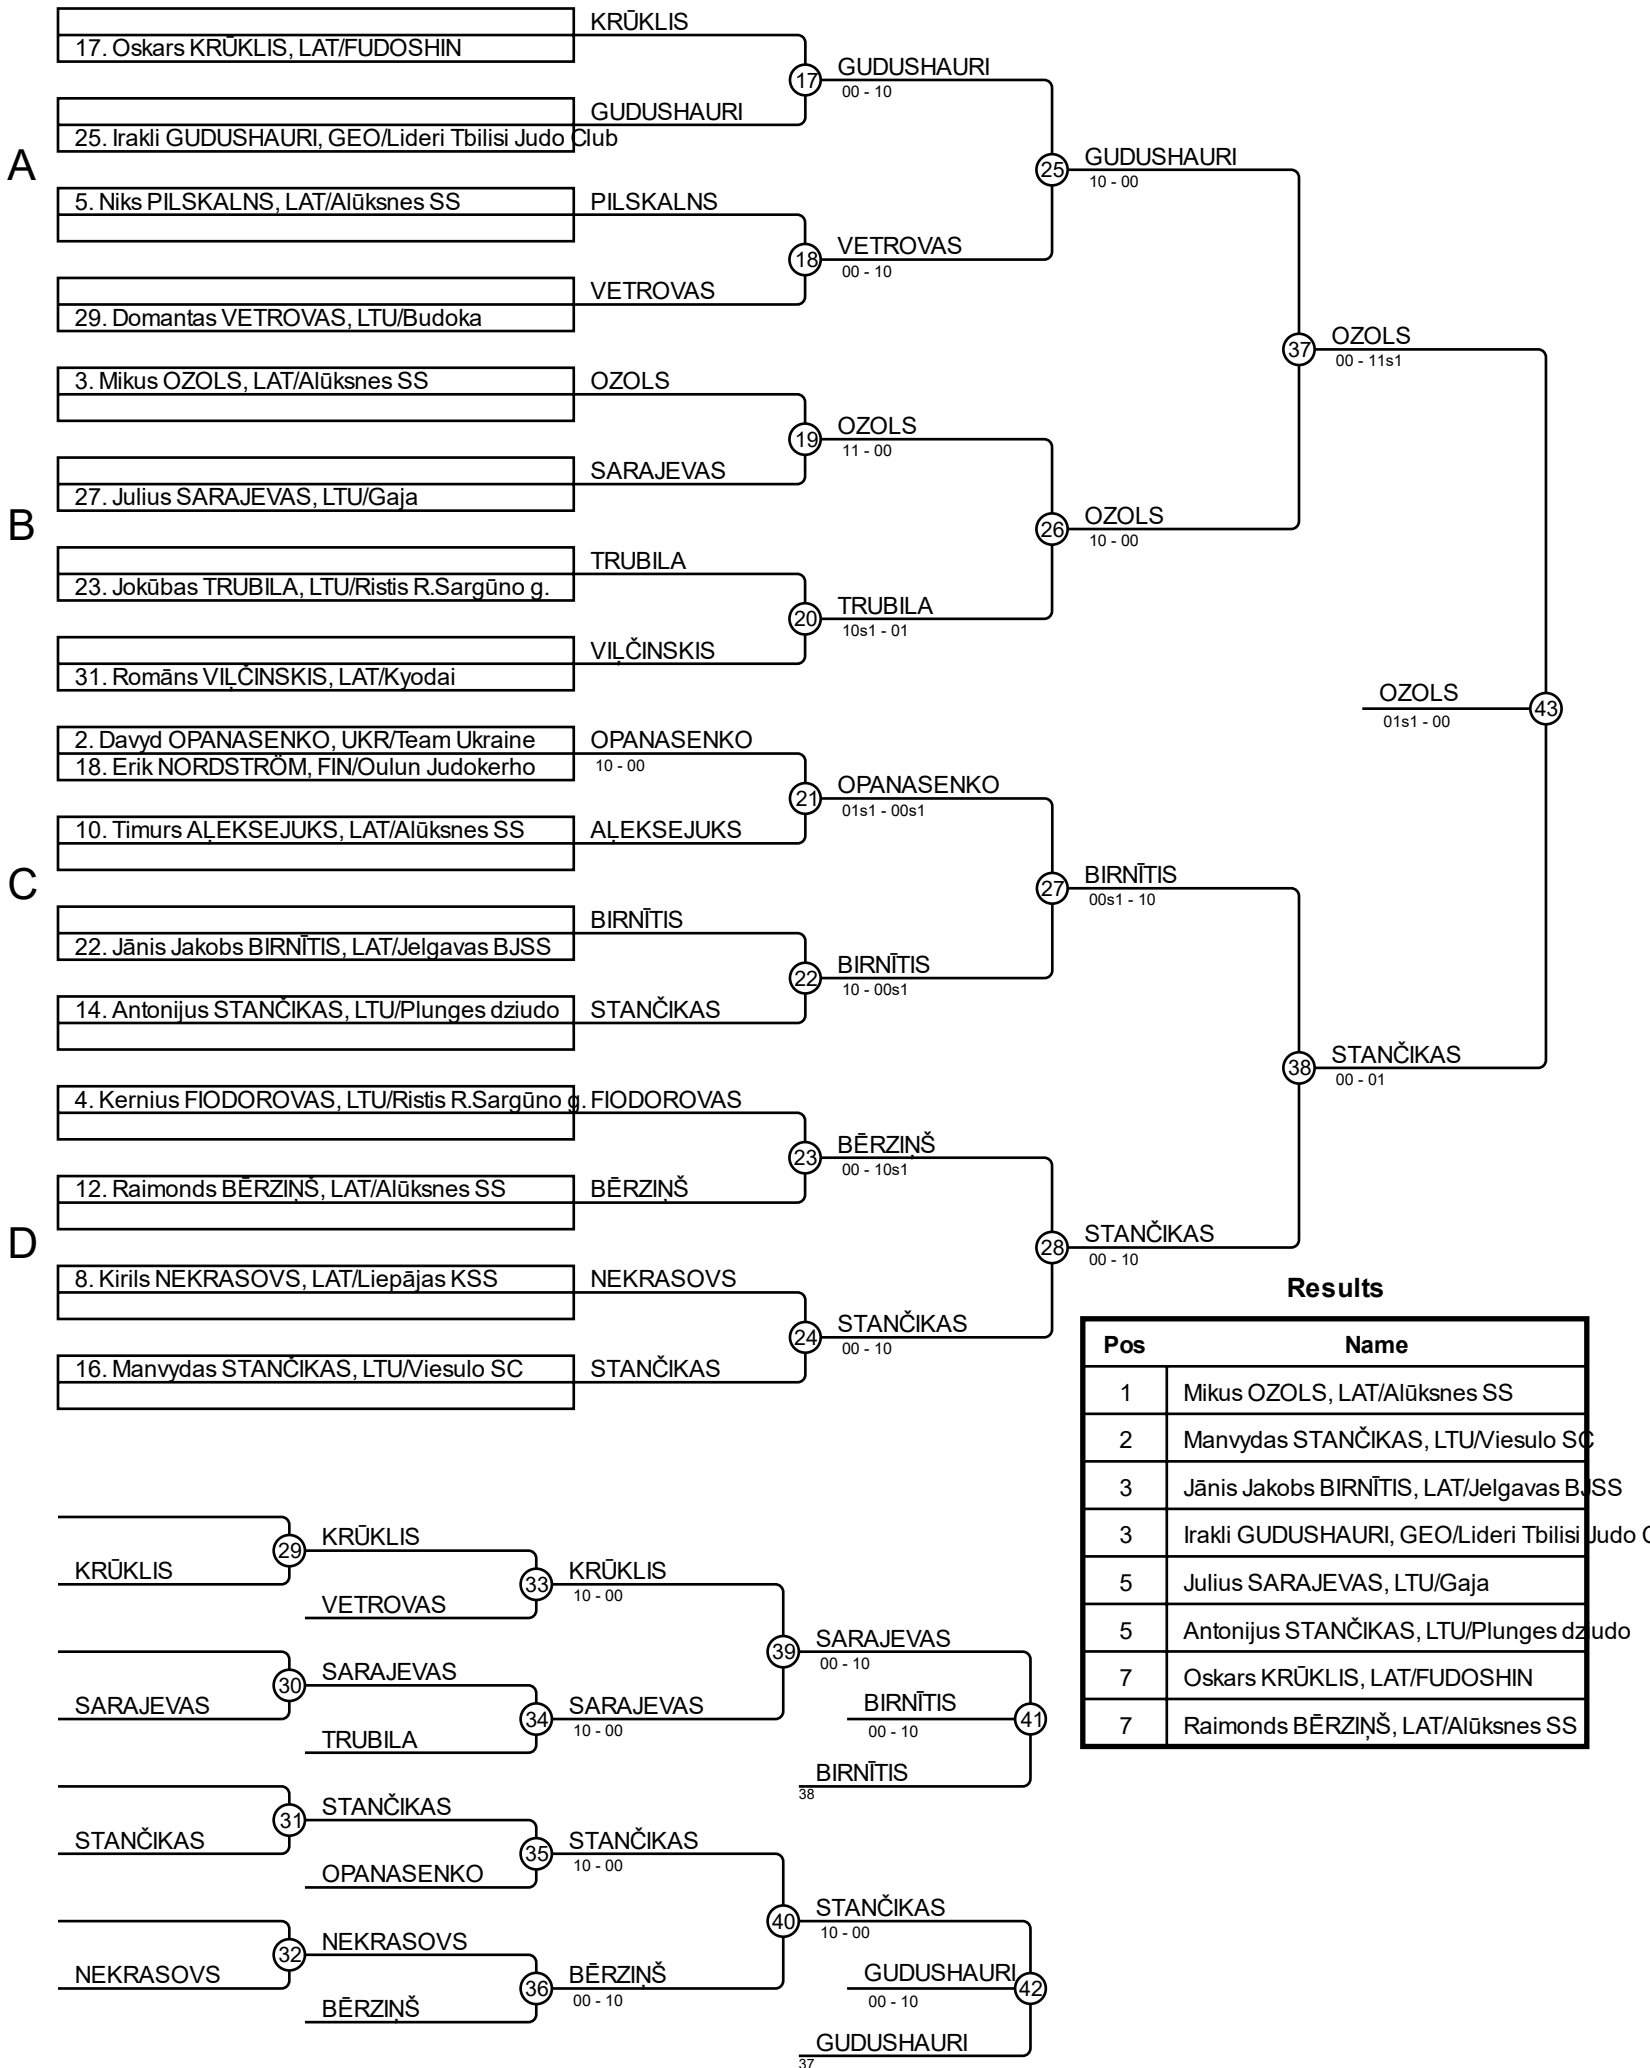 KRŪKLIS
17. Oskars KRŪKLIS, LAT/FUDOSHIN
17
GUDUSHAURI
00 - 10
GUDUSHAURI
25. Irakli GUDUSHAURI, GEO/Lideri Tbilisi Judo Club
A
25
GUDUSHAURI
10 - 00
5. Niks PILSKALNS, LAT/Alūksnes SS
PILSKALNS
18
VETROVAS
00 - 10
VETROVAS
29. Domantas VETROVAS, LTU/Budoka
37
OZOLS
00 - 11s1
3. Mikus OZOLS, LAT/Alūksnes SS
OZOLS
19
OZOLS
11 - 00
SARAJEVAS
27. Julius SARAJEVAS, LTU/Gaja
B
26
OZOLS
10 - 00
TRUBILA
23. Jokūbas TRUBILA, LTU/Ristis R.Sargūno g.
20
TRUBILA
10s1 - 01
VIĻČINSKIS
31. Romāns VIĻČINSKIS, LAT/Kyodai
OZOLS
01s1 - 00
43
2. Davyd OPANASENKO, UKR/Team Ukraine
OPANASENKO
18. Erik NORDSTRÖM, FIN/Oulun Judokerho
10 - 00
21
OPANASENKO
01s1 - 00s1
10. Timurs AĻEKSEJUKS, LAT/Alūksnes SS
AĻEKSEJUKS
C
27
BIRNĪTIS
00s1 - 10
BIRNĪTIS
22. Jānis Jakobs BIRNĪTIS, LAT/Jelgavas BJSS
22
BIRNĪTIS
10 - 00s1
14. Antonijus STANČIKAS, LTU/Plunges dziudo
STANČIKAS
38
STANČIKAS
00 - 01
4. Kernius FIODOROVAS, LTU/Ristis R.Sargūno g.
FIODOROVAS
23
BĒRZIŅŠ
00 - 10s1
12. Raimonds BĒRZIŅŠ, LAT/Alūksnes SS
BĒRZIŅŠ
D
28
STANČIKAS
00 - 10
8. Kirils NEKRASOVS, LAT/Liepājas KSS
NEKRASOVS
24
STANČIKAS
00 - 10
16. Manvydas STANČIKAS, LTU/Viesulo SC
STANČIKAS
Results
Pos Name
1 Mikus OZOLS, LAT/Alūksnes SS
2 Manvydas STANČIKAS, LTU/Viesulo SC
3 Jānis Jakobs BIRNĪTIS, LAT/Jelgavas BJSS
3 Irakli GUDUSHAURI, GEO/Lideri Tbilisi Judo
5 Julius SARAJEVAS, LTU/Gaja
5 Antonijus STANČIKAS, LTU/Plunges dziudo
7 Oskars KRŪKLIS, LAT/FUDOSHIN
7 Raimonds BĒRZIŅŠ, LAT/Alūksnes SS
29
KRŪKLIS
KRŪKLIS
33
KRŪKLIS
10 - 00
VETROVAS
39
SARAJEVAS
00 - 10
30
SARAJEVAS
SARAJEVAS
34
SARAJEVAS
10 - 00
TRUBILA
BIRNĪTIS
00 - 10
41
BIRNĪTIS
38
31
STANČIKAS
STANČIKAS
35
STANČIKAS
10 - 00
OPANASENKO
40
STANČIKAS
10 - 00
32
NEKRASOVS
NEKRASOVS
36
BĒRZIŅŠ
00 - 10
BĒRZIŅŠ
GUDUSHAURI
00 - 10
42
GUDUSHAURI
37